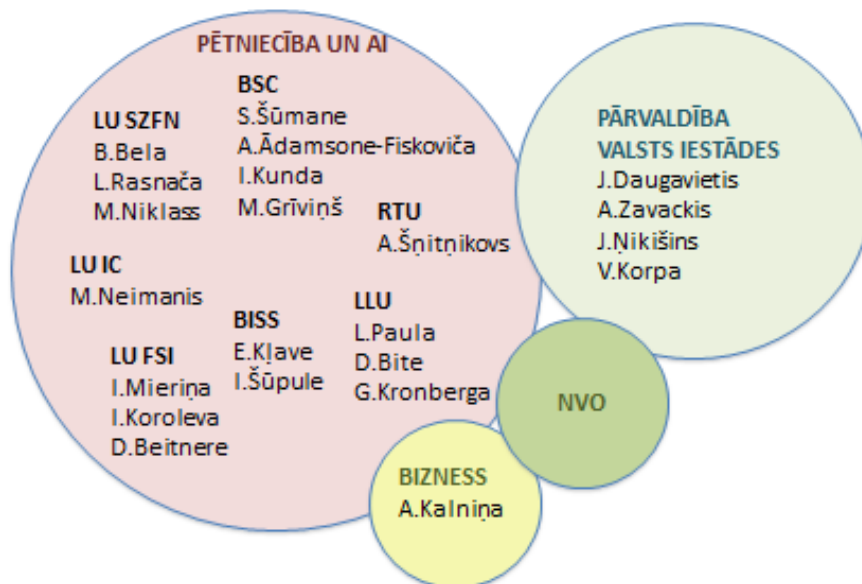 PĒTNIECĪBA UN AI
BSC
S.Šūmane
A.Ādamsone-Fiskoviča
I.Kunda
M.Grīviņš
LU SZFN
B.Bela
L.Rasnača
M.Niklass
RTU
A.Šņitņikovs
LU IC
M.Neimanis
BISS
E.Kļave
I.Šūpule
LLU
L.Paula
D.Bite
G.Kronberga
LU FSI
I.Mieriņa
I.Koroleva
D.Beitnere
PĀRVALDĪBA
VALSTS IESTĀDES
J.Daugavietis
A.Zavackis
J.Ņikišins
V.Korpa
NVO
BIZNESS
A.Kalniņa